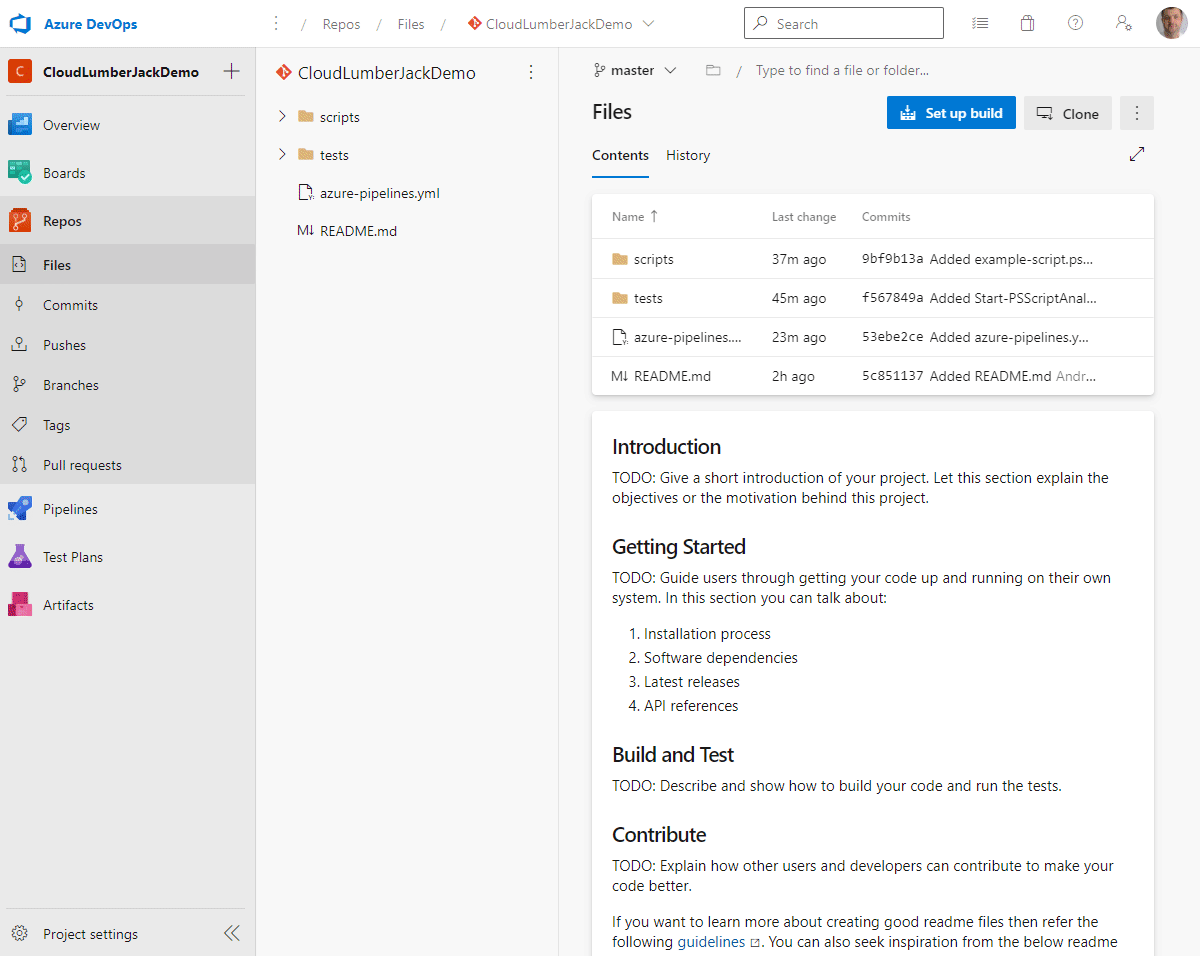 Azure DevOps
/ Repos / Files / CloudLumberJackDemo
Search
C CloudLumberJackDemo
Overview
Boards
Repos
Files
Commits
Pushes
Branches
Tags
Pull requests
Pipelines
Test Plans
Artifacts
Project settings
CloudLumberJackDemo
scripts
tests
azure-pipelines.yml
README.md
master / Type to find a file or folder...
Files
Set up build
Clone
Contents History
Name Last change Commits
scripts 37m ago 9bf9b13a Added example-script.ps...
tests 45m ago f567849a Added Start-PSScriptAnal...
azure-pipelines.... 23m ago 53ebe2ce Added azure-pipelines.y...
README.md 2h ago 5c851137 Added README.md Andr...
Introduction
TODO: Give a short introduction of your project. Let this section explain the
objectives or the motivation behind this project.
Getting Started
TODO: Guide users through getting your code up and running on their own
system. In this section you can talk about:
1. Installation process
2. Software dependencies
3. Latest releases
4. API references
Build and Test
TODO: Describe and show how to build your code and run the tests.
Contribute
TODO: Explain how other users and developers can contribute to make your
code better.
If you want to learn more about creating good readme files then refer the
following guidelines. You can also seek inspiration from the below readme